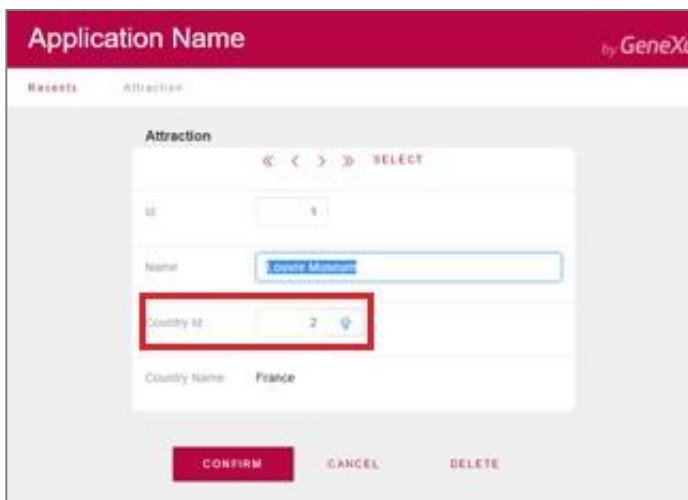 Application Name
by GeneXu
Recents Attraction
Attraction
« < > » SELECT
Id 1
Name Louvre Museum
Country Id 2
Country Name France
CONFIRM CANCEL DELETE